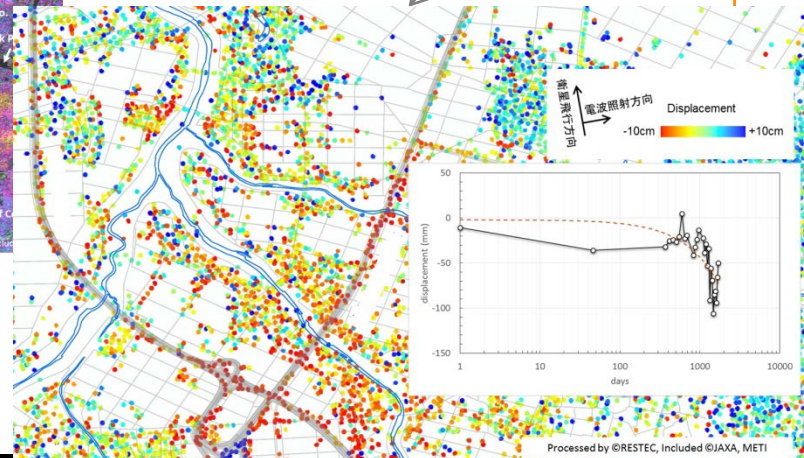 衛星飛行方向
電波照射方向
Displacement
-10cm
+10cm
50
0
-50
-100
-150
displacement (mm)
1
10
100
1000
10000
days
Processed by ©RESTEC, Included ©JAXA, METI